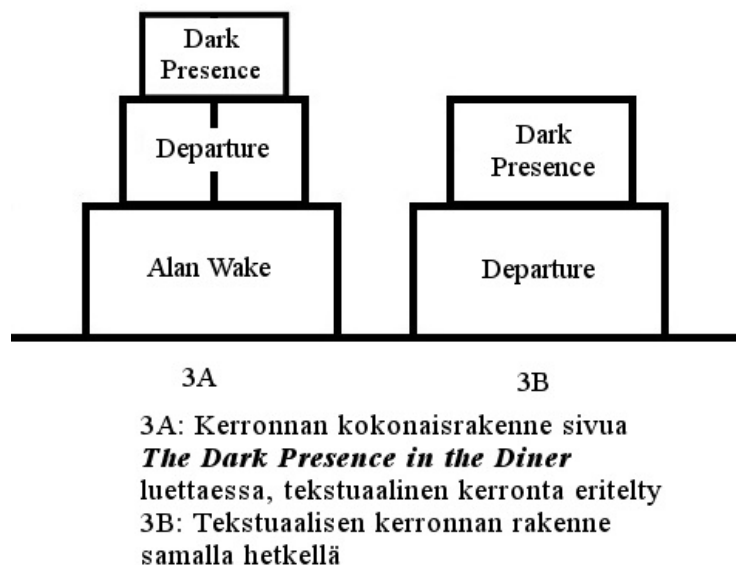 Dark
Presence
Departure
Alan Wake
Dark
Presence
Departure
3A
3B
3A: Kerronnan kokonaisrakenne sivua
The Dark Presence in the Diner
luettaessa, tekstuaalinen kerronta eritelty
3B: Tekstuaalisen kerronnan rakenne
samalla hetkellä